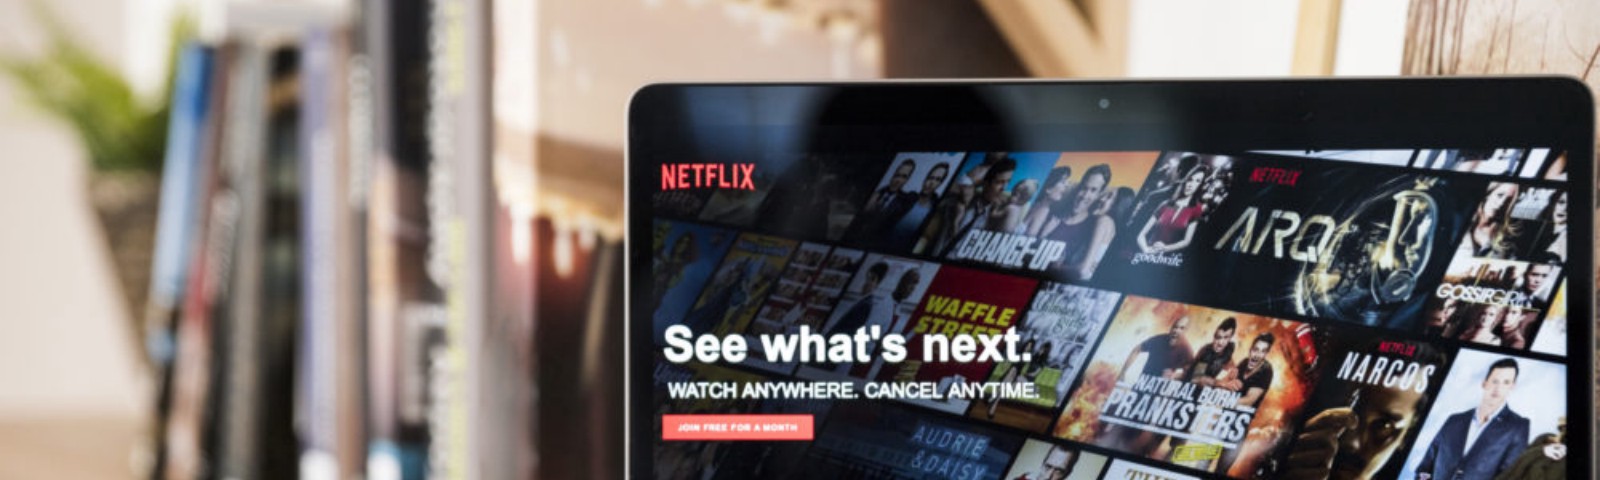 NETFLIX
NETFLIX
CHANGE-UP
goodwife
ARQ
GOSSIP GIRL
WAFFLE
STREET
See what's next.
WATCH ANYWHERE. CANCEL ANYTIME.
JOIN FREE FOR A MONTH
NATURAL BORN
PRANKSTERS
NETFLIX
NARCOS
AUDRIE
&DAISY